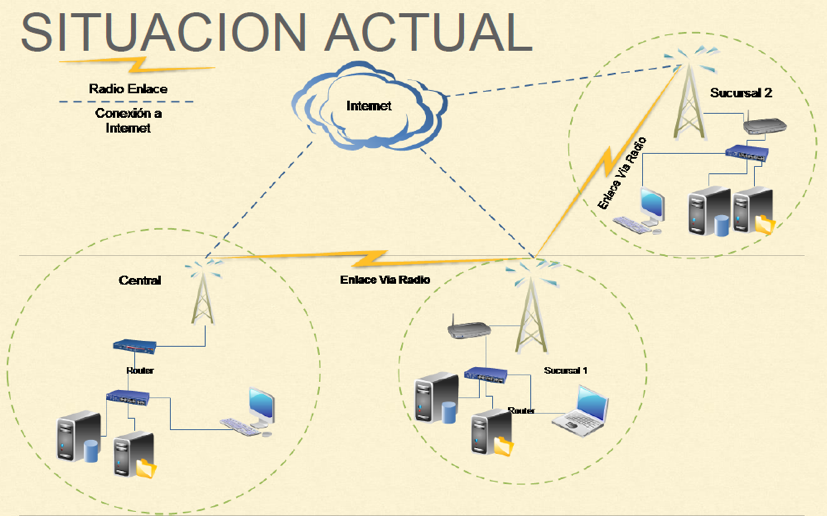 SITUACION ACTUAL
Radio Enlace
Conexión a
Internet
Internet
Sucursal 2
Enlace Vía Radio
Central
Enlace Vía Radio
Router
Sucursal 1
Router